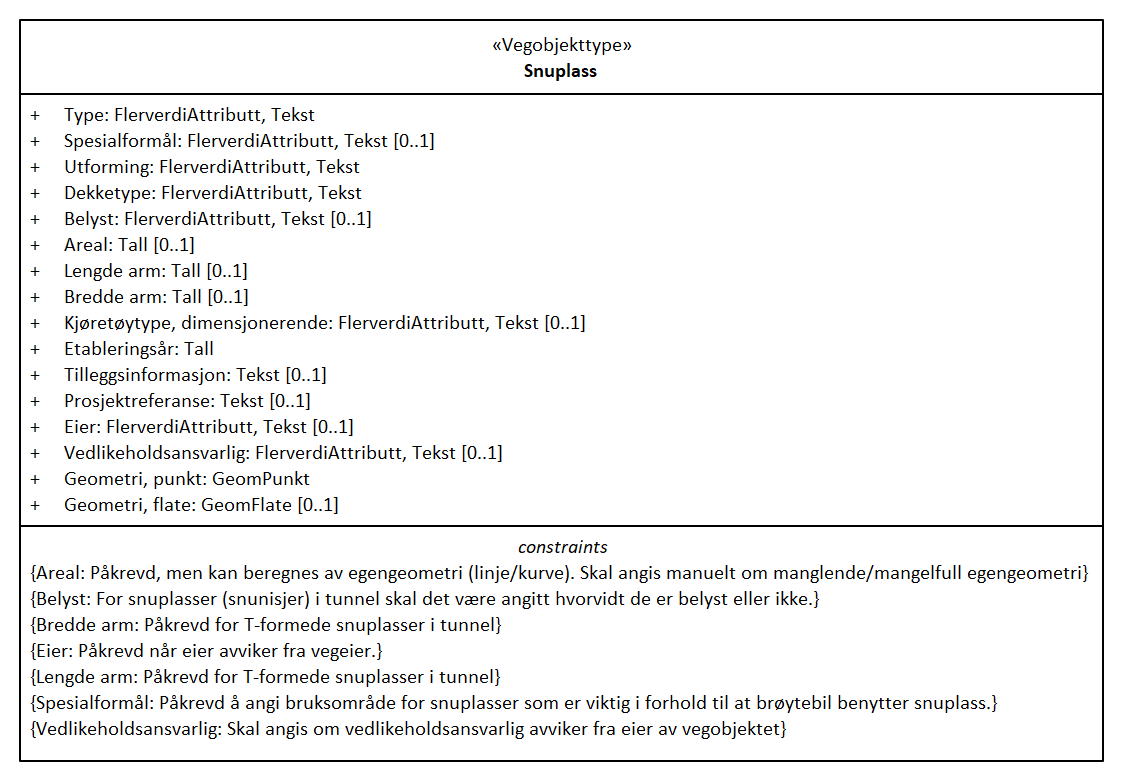 «Vegobjekttype»
Snuplass
+ Type: FlerverdiAttributt, Tekst
+ Spesialformål: FlerverdiAttributt, Tekst [0..1]
+ Utforming: FlerverdiAttributt, Tekst
+ Dekketype: FlerverdiAttributt, Tekst
+ Belyst: FlerverdiAttributt, Tekst [0..1]
+ Areal: Tall [0..1]
+ Lengde arm: Tall [0..1]
+ Bredde arm: Tall [0..1]
+ Kjøretøytype, dimensjonerende: FlerverdiAttributt, Tekst [0..1]
+ Etableringsår: Tall
+ Tilleggsinformasjon: Tekst [0..1]
+ Prosjektreferanse: Tekst [0..1]
+ Eier: FlerverdiAttributt, Tekst [0..1]
+ Vedlikeholdsansvarlig: FlerverdiAttributt, Tekst [0..1]
+ Geometri, punkt: GeomPunkt
+ Geometri, flate: GeomFlate [0..1]
constraints
{Areal: Påkrevd, men kan beregnes av egengeometri (linje/kurve). Skal angis manuelt om manglende/mangelfull egengeometri}
{Belyst: For snuplasser (snunisjer) i tunnel skal det være angitt hvorvidt de er belyst eller ikke.}
{Bredde arm: Påkrevd for T-formede snuplasser i tunnel}
{Eier: Påkrevd når eier avviker fra vegeier.}
{Lengde arm: Påkrevd for T-formede snuplasser i tunnel}
{Spesialformål: Påkrevd å angi bruksområde for snuplasser som er viktig i forhold til at brøytebil benytter snuplass.}
{Vedlikeholdsansvarlig: Skal angis om vedlikeholdsansvarlig avviker fra eier av vegobjektet}